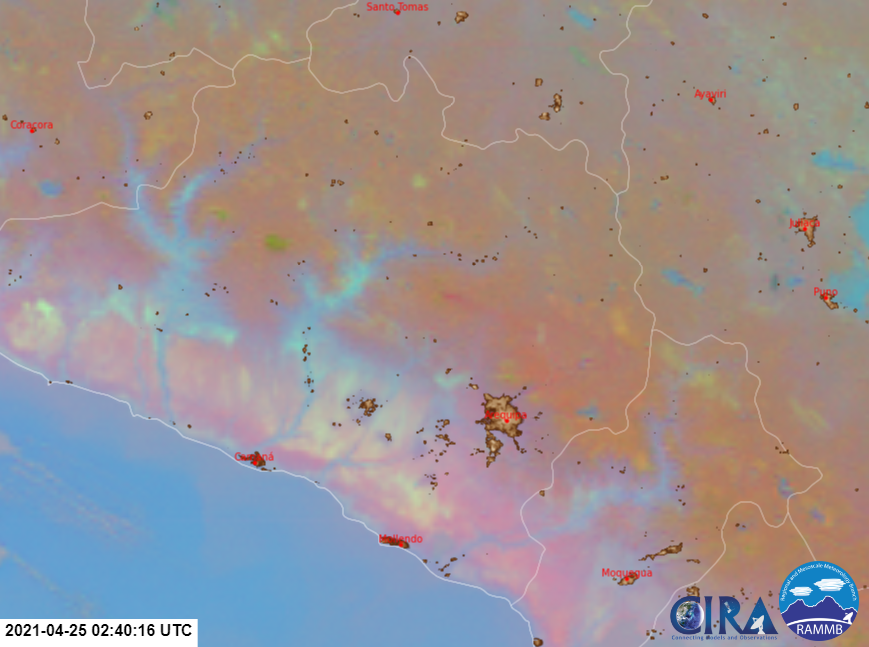 Santo Tomas
Ayaviri
Coracora
Juliaca
Puno
Arequipa
Camaná
Mollendo
Moquegua
Regional and Mesoscale Meteorology Branch
CIRA
Connecting Models and Observations
RAMMB
2021-04-25 02:40:16 UTC